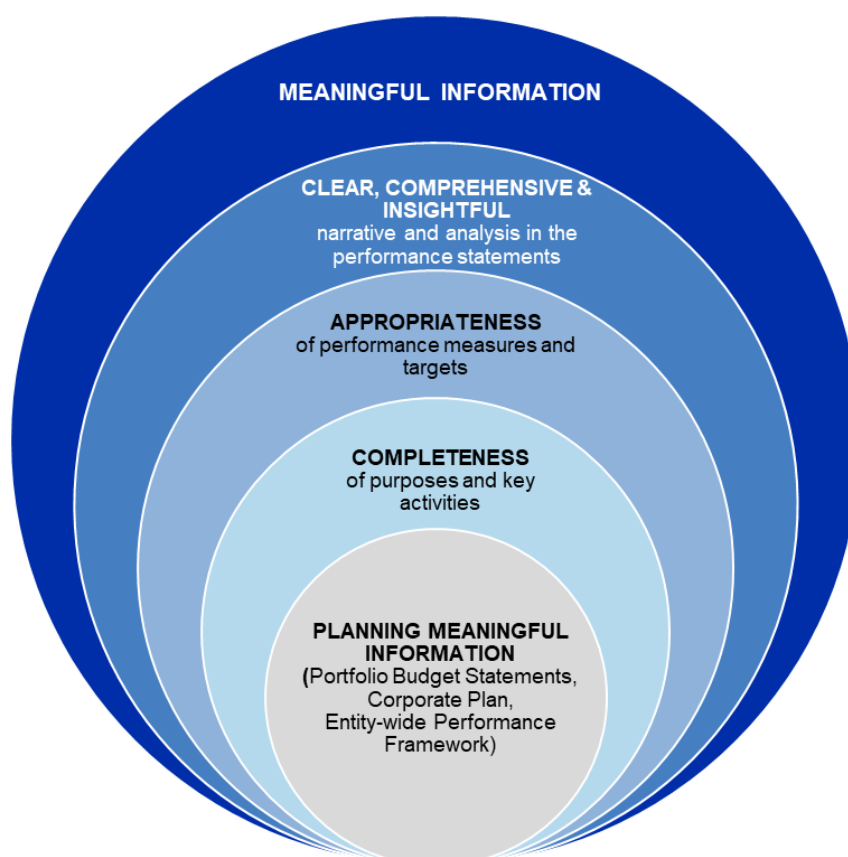 MEANINGFUL INFORMATION
CLEAR, COMPREHENSIVE &
INSIGHTFUL
narrative and analysis in the
performance statements
APPROPRIATENESS
of performance measures and
targets
COMPLETENESS
of purposes and key
activities
PLANNING MEANINGFUL
INFORMATION
(Portfolio Budget Statements,
Corporate Plan,
Entity-wide Performance
Framework)